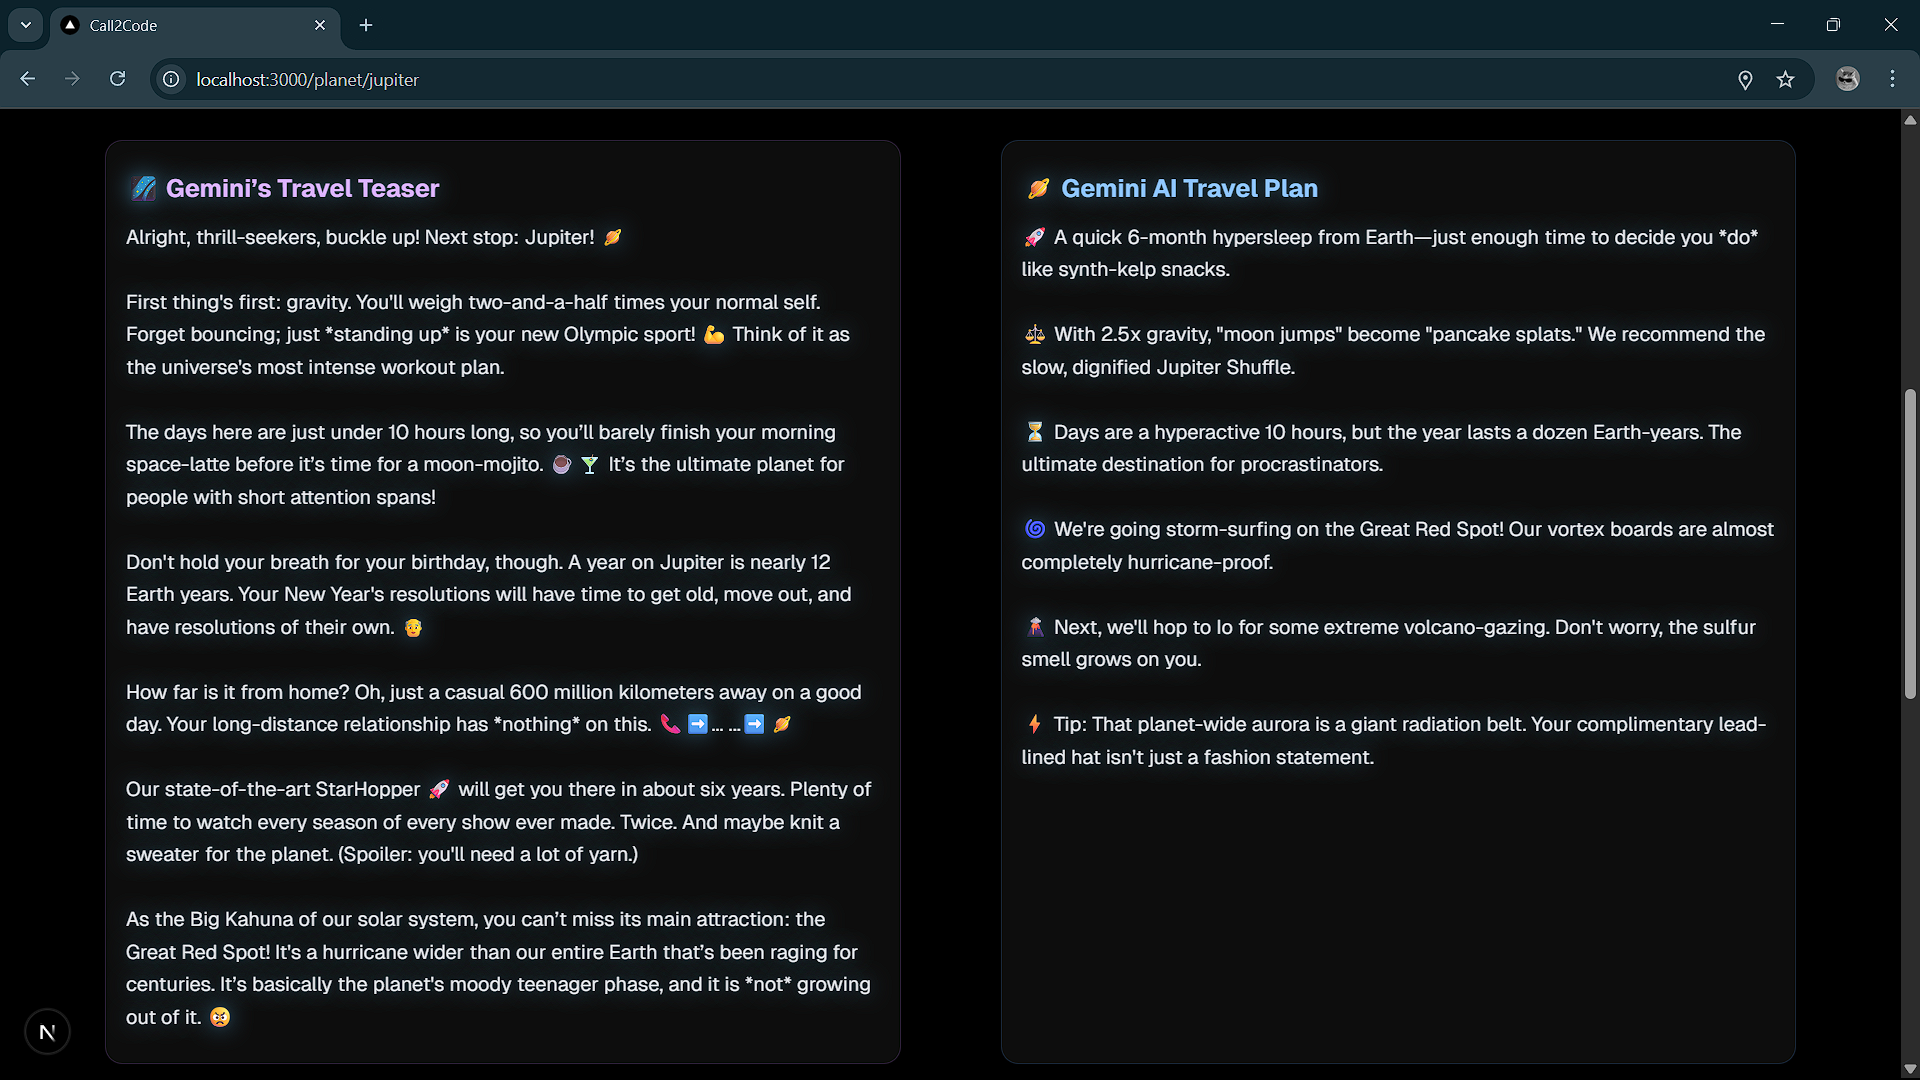 Call2Code
localhost:3000/planet/jupiter
🌌 Gemini’s Travel Teaser
Alright, thrill-seekers, buckle up! Next stop: Jupiter! 🪐
First thing's first: gravity. You'll weigh two-and-a-half times your normal self.
Forget bouncing; just *standing up* is your new Olympic sport! 💪 Think of it as
the universe's most intense workout plan.
The days here are just under 10 hours long, so you’ll barely finish your morning
space-latte before it’s time for a moon-mojito. ☕ 🍸 It’s the ultimate planet for
people with short attention spans!
Don't hold your breath for your birthday, though. A year on Jupiter is nearly 12
Earth years. Your New Year's resolutions will have time to get old, move out, and
have resolutions of their own. 👴
How far is it from home? Oh, just a casual 600 million kilometers away on a good
day. Your long-distance relationship has *nothing* on this. 📞 ➡️... ...➡️ 🪐
Our state-of-the-art StarHopper 🚀 will get you there in about six years. Plenty of
time to watch every season of every show ever made. Twice. And maybe knit a
sweater for the planet. (Spoiler: you'll need a lot of yarn.)
As the Big Kahuna of our solar system, you can’t miss its main attraction: the
Great Red Spot! It's a hurricane wider than our entire Earth that’s been raging for
centuries. It’s basically the planet's moody teenager phase, and it is *not* growing
out of it. 😠
🪐 Gemini AI Travel Plan
🚀 A quick 6-month hypersleep from Earth—just enough time to decide you *do*
like synth-kelp snacks.
⚖️ With 2.5x gravity, "moon jumps" become "pancake splats." We recommend the
slow, dignified Jupiter Shuffle.
⏳ Days are a hyperactive 10 hours, but the year lasts a dozen Earth-years. The
ultimate destination for procrastinators.
🌀 We're going storm-surfing on the Great Red Spot! Our vortex boards are almost
completely hurricane-proof.
🌋 Next, we'll hop to Io for some extreme volcano-gazing. Don't worry, the sulfur
smell grows on you.
⚡ Tip: That planet-wide aurora is a giant radiation belt. Your complimentary lead-
lined hat isn't just a fashion statement.
N